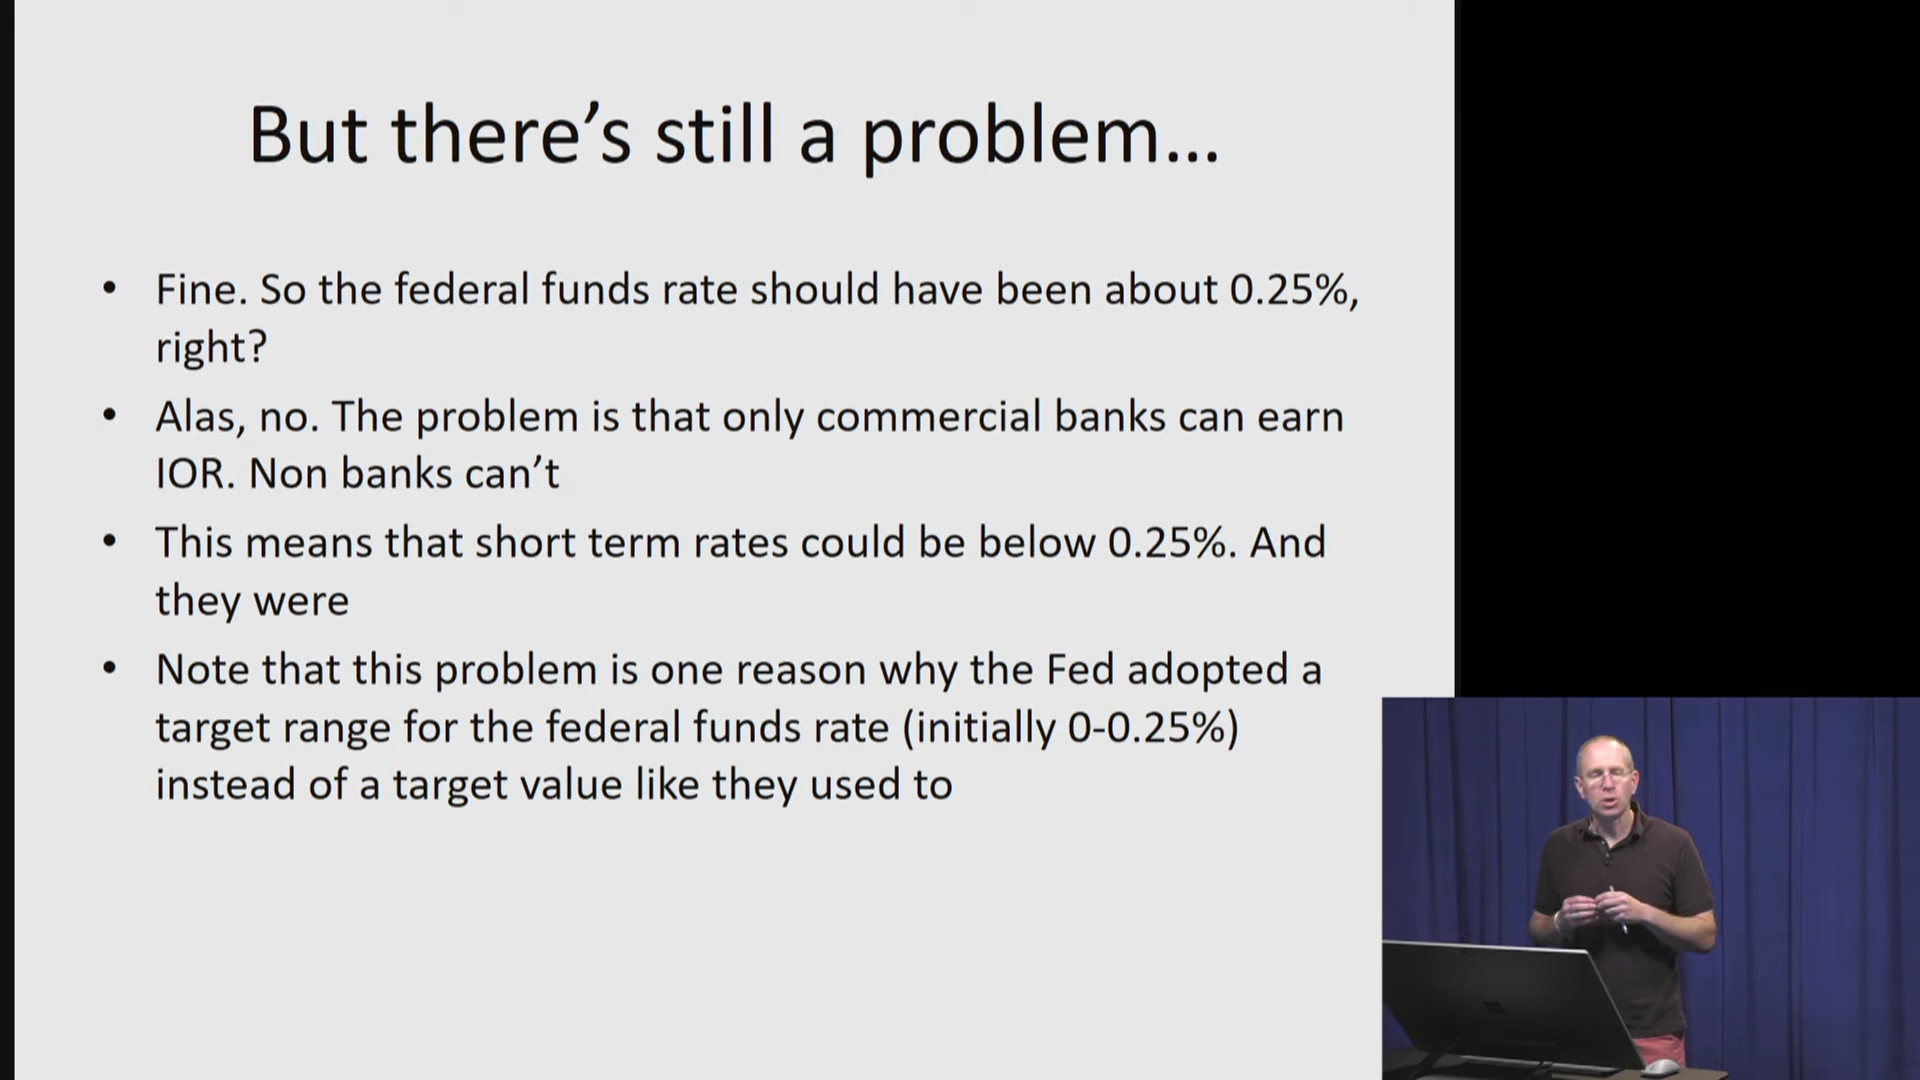 But there’s still a problem...
• Fine. So the federal funds rate should have been about 0.25%,
right?
• Alas, no. The problem is that only commercial banks can earn
IOR. Non banks can’t
• This means that short term rates could be below 0.25%. And
they were
• Note that this problem is one reason why the Fed adopted a
target range for the federal funds rate (initially 0-0.25%)
instead of a target value like they used to